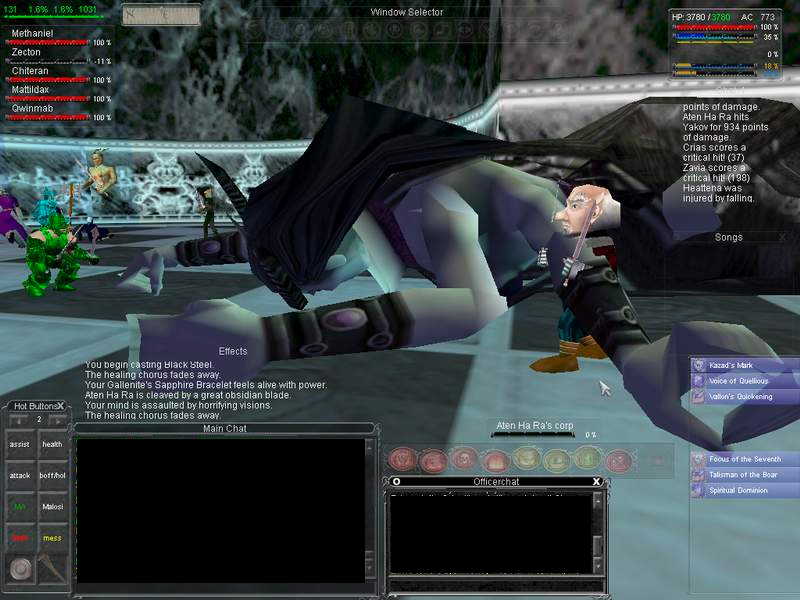 131 1.6% 1.6% 1031
Window Selector
HP: 3780 / 3780 AC 773
100 %
35 %
0 %
18 %
Methaniel
100 %
Zecton
-11 %
Chiteran
100 %
Mattildax
100 %
Qwinmab
100 %
points of damage.
Aten Ha Ra hits
Yakov for 934 points
of damage.
Crias scores a
critical hit! (37)
Zavia scores a
critical hit! (198)
Heattena was
injured by falling.
Songs X
Effects
You begin casting Black Steel.
The healing chorus fades away.
Your Gallenite's Sapphire Bracelet feels alive with power.
Aten Ha Ra is cleaved by a great obsidian blade.
Your mind is assaulted by horrifying visions.
The healing chorus fades away.
Kazad's Mark
Voice of Quellious
Vallon's Quickening
Focus of the Seventh
Talisman of the Boar
Spiritual Dominion
Hot Buttons X
2
assist health
attack boff/hol
Malosi
mess
Main Chat
Aten Ha Ra's corp
0 %
O Officerchat X